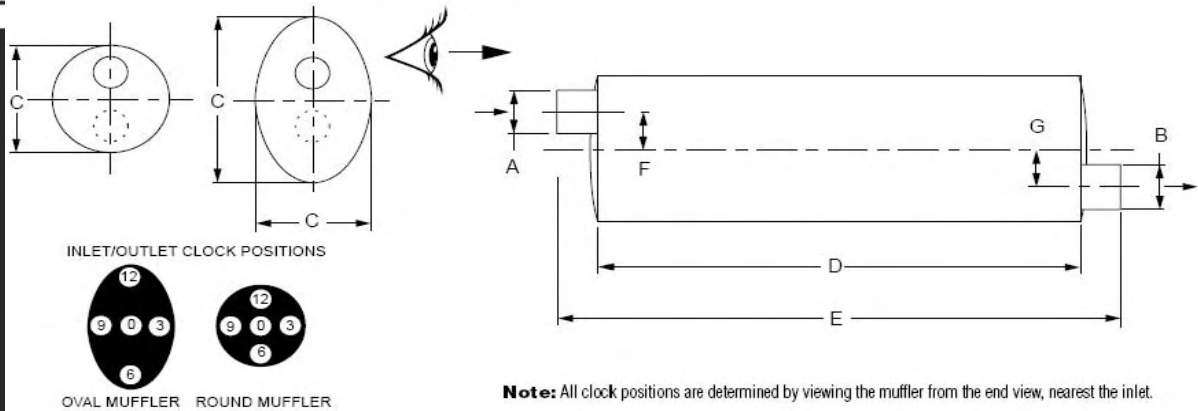 C
C
C
A
F
G
B
D
E
INLET/OUTLET CLOCK POSITIONS
12
9 0 3
6
12
9 0 3
6
OVAL MUFFLER
ROUND MUFFLER
Note: All clock positions are determined by viewing the muffler from the end view, nearest the inlet.